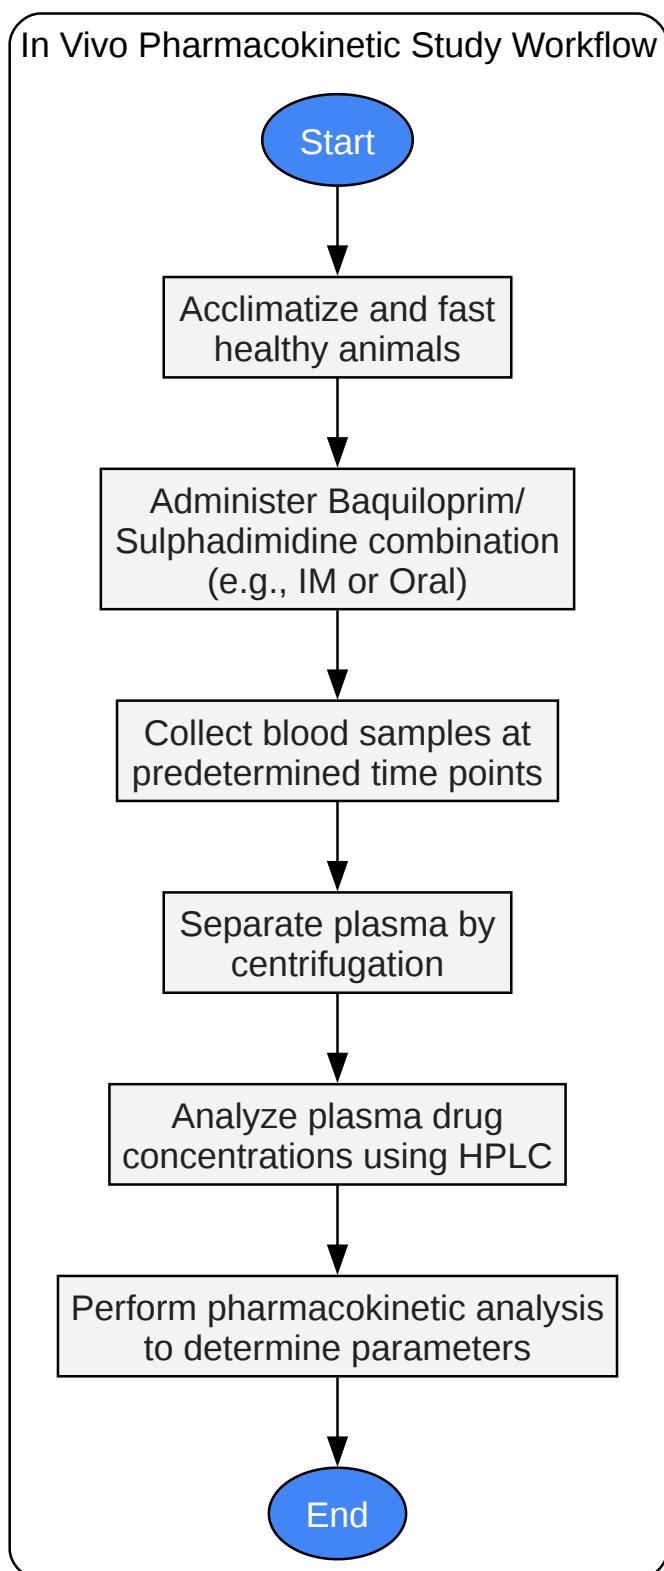 In Vivo Pharmacokinetic Study Workflow
Start
Acclimatize and fast
healthy animals
Administer Baquiloprim/
Sulphadimidine combination
(e.g., IM or Oral)
Collect blood samples at
predetermined time points
Separate plasma by
centrifugation
Analyze plasma drug
concentrations using HPLC
Perform pharmacokinetic analysis
to determine parameters
End